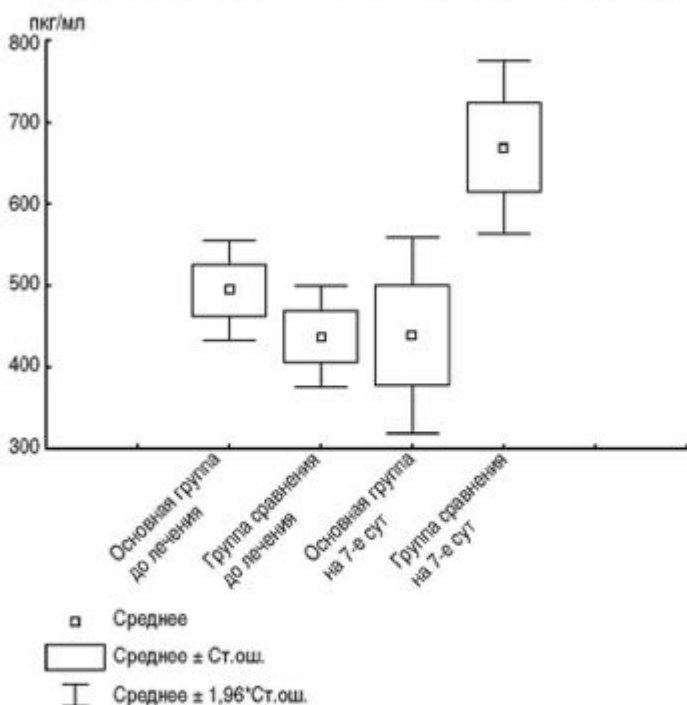 пкг/мл
800
700
600
500
400
300
Основная группа
до лечения
Группа сравнения
до лечения
Основная группа
на 7-е сут
Группа сравнения
на 7-е сут
Среднее
Среднее ± Ст.ош.
Среднее ± 1,96*Ст.ош.